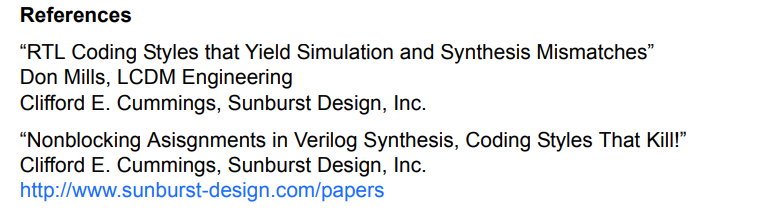 References
“RTL Coding Styles that Yield Simulation and Synthesis Mismatches”
Don Mills, LCDM Engineering
Clifford E. Cummings, Sunburst Design, Inc.
“Nonblocking Asisgnments in Verilog Synthesis, Coding Styles That Kill!”
Clifford E. Cummings, Sunburst Design, Inc.
http://www.sunburst-design.com/papers